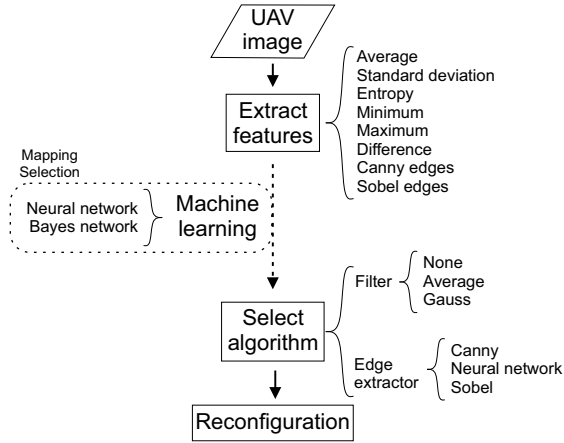 UAV
image
Extract
features
Average
Standard deviation
Entropy
Minimum
Maximum
Difference
Canny edges
Sobel edges
Mapping
Selection
Neural network
Bayes network
Machine
learning
Select
algorithm
Filter
None
Average
Gauss
Edge
extractor
Canny
Neural network
Sobel
Reconfiguration